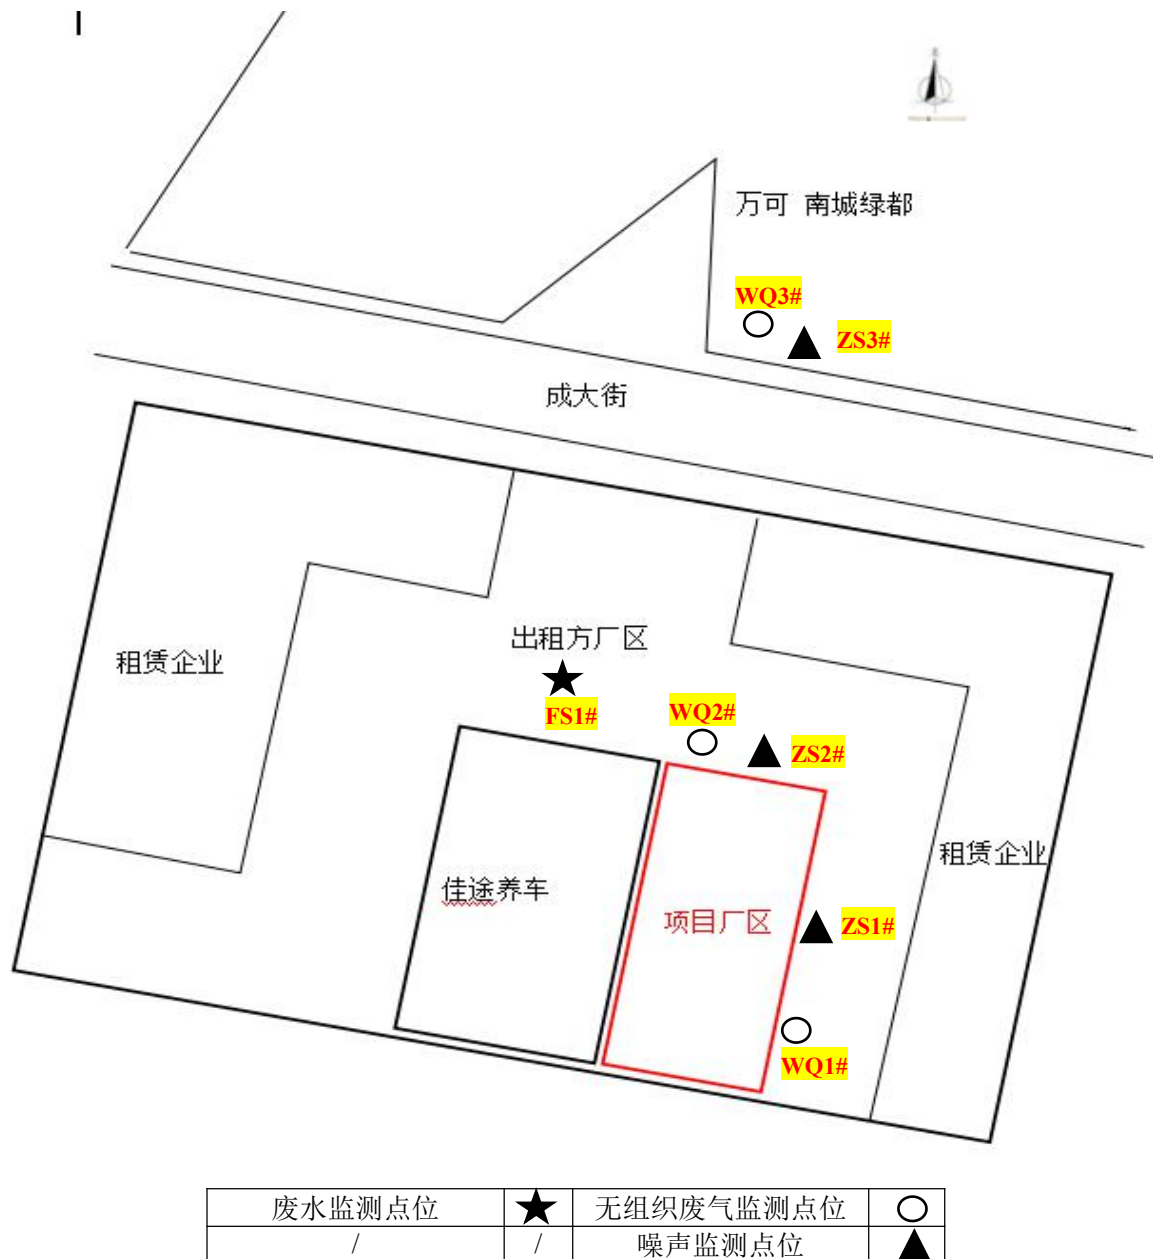 万可 南城绿都
WQ3#
ZS3#
成大街
出租方厂区
租赁企业
FS1#
WQ2#
ZS2#
租赁企业
佳途养车
项目厂区
ZS1#
WQ1#
废水监测点位 ★ 无组织废气监测点位 ○
/ / 噪声监测点位 ▲